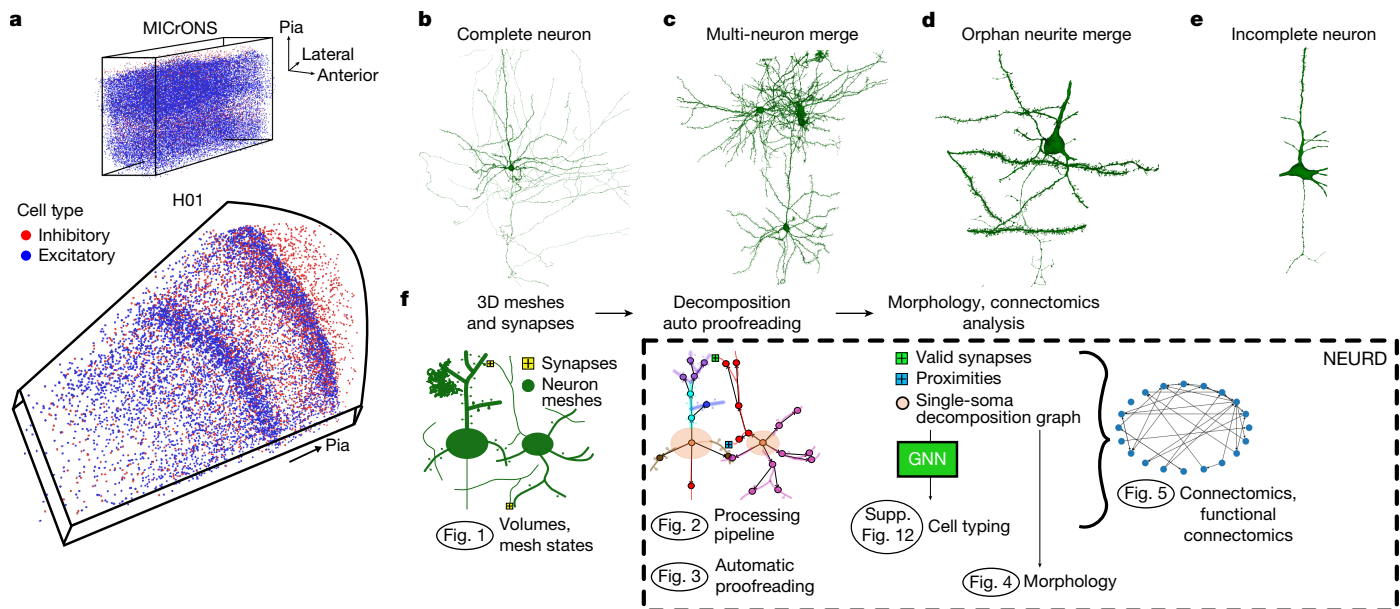 a
MICrONS
Pia
Lateral
Anterior
H01
Cell type
Inhibitory
Excitatory
Pia
b
Complete neuron
c
Multi-neuron merge
d
Orphan neurite merge
e
Incomplete neuron
f
3D meshes
and synapses
Decomposition
auto proofreading
Morphology, connectomics
analysis
Synapses
Neuron
meshes
Fig. 1
Volumes,
mesh states
NEURD
Fig. 2
Processing
pipeline
Fig. 3
Automatic
proofreading
Valid synapses
Proximities
Single-soma
decomposition graph
GNN
Supp.
Fig. 12
Cell typing
Fig. 4
Morphology
Fig. 5
Connectomics,
functional
connectomics